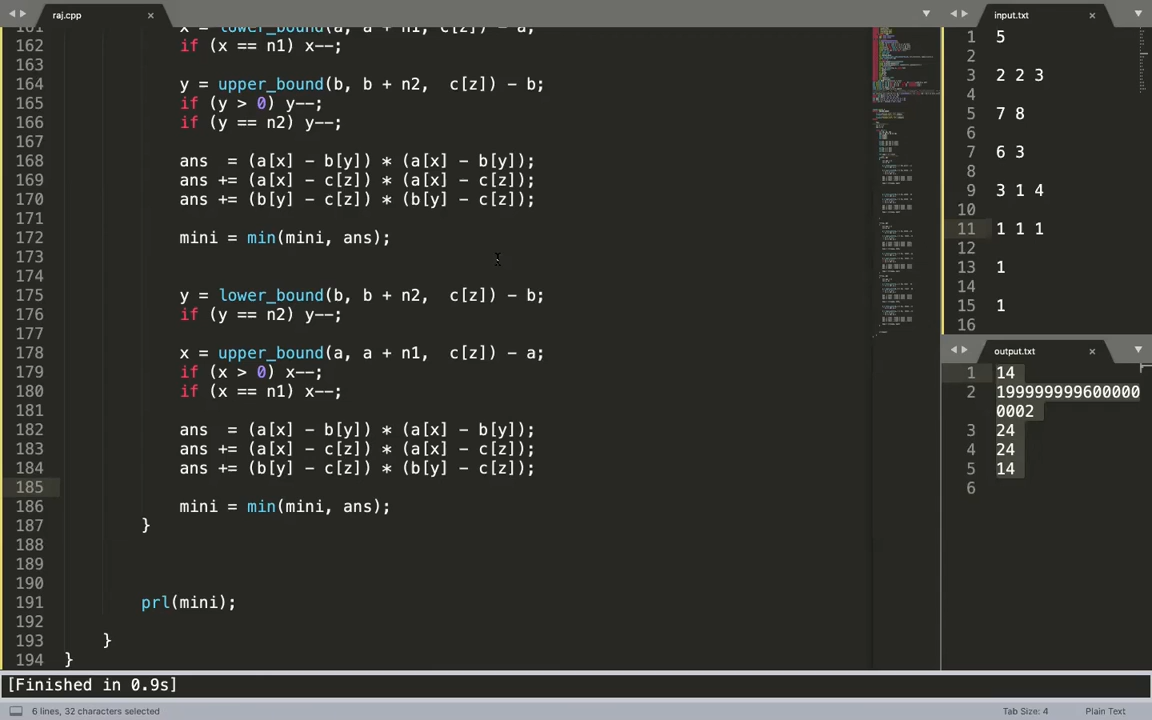 raj.cpp
161 x = lower_bound(a, a + n1, c[z]) - a;
162 if (x == n1) x--;
163
164 y = upper_bound(b, b + n2,  c[z]) - b;
165 if (y > 0) y--;
166 if (y == n2) y--;
167
168 ans  = (a[x] - b[y]) * (a[x] - b[y]);
169 ans += (a[x] - c[z]) * (a[x] - c[z]);
170 ans += (b[y] - c[z]) * (b[y] - c[z]);
171
172 mini = min(mini, ans);
173
174
175 y = lower_bound(b, b + n2,  c[z]) - b;
176 if (y == n2) y--;
177
178 x = upper_bound(a, a + n1,  c[z]) - a;
179 if (x > 0) x--;
180 if (x == n1) x--;
181
182 ans  = (a[x] - b[y]) * (a[x] - b[y]);
183 ans += (a[x] - c[z]) * (a[x] - c[z]);
184 ans += (b[y] - c[z]) * (b[y] - c[z]);
185
186 mini = min(mini, ans);
187 }
188
189
190
191 prl(mini);
192
193 }
194 }
input.txt
1 5
2
3 2 2 3
4
5 7 8
6
7 6 3
8
9 3 1 4
10
11 1 1 1
12
13 1
14
15 1
16
output.txt
1 14
2 199999999600000
0002
3 24
4 24
5 14
6
[Finished in 0.9s]
6 lines, 32 characters selected
Tab Size: 4
Plain Text